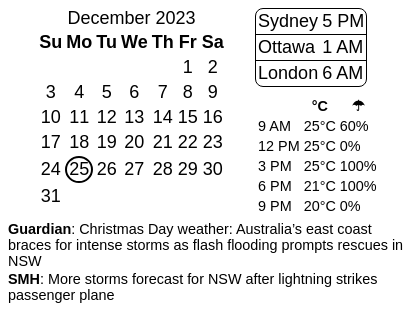 December 2023
Su Mo Tu We Th Fr Sa
1 2
3 4 5 6 7 8 9
10 11 12 13 14 15 16
17 18 19 20 21 22 23
24 25 26 27 28 29 30
31
Sydney 5 PM
Ottawa 1 AM
London 6 AM
°C ☂
9 AM 25°C 60%
12 PM 25°C 0%
3 PM 25°C 100%
6 PM 21°C 100%
9 PM 20°C 0%
Guardian: Christmas Day weather: Australia’s east coast
braces for intense storms as flash flooding prompts rescues in
NSW
SMH: More storms forecast for NSW after lightning strikes
passenger plane